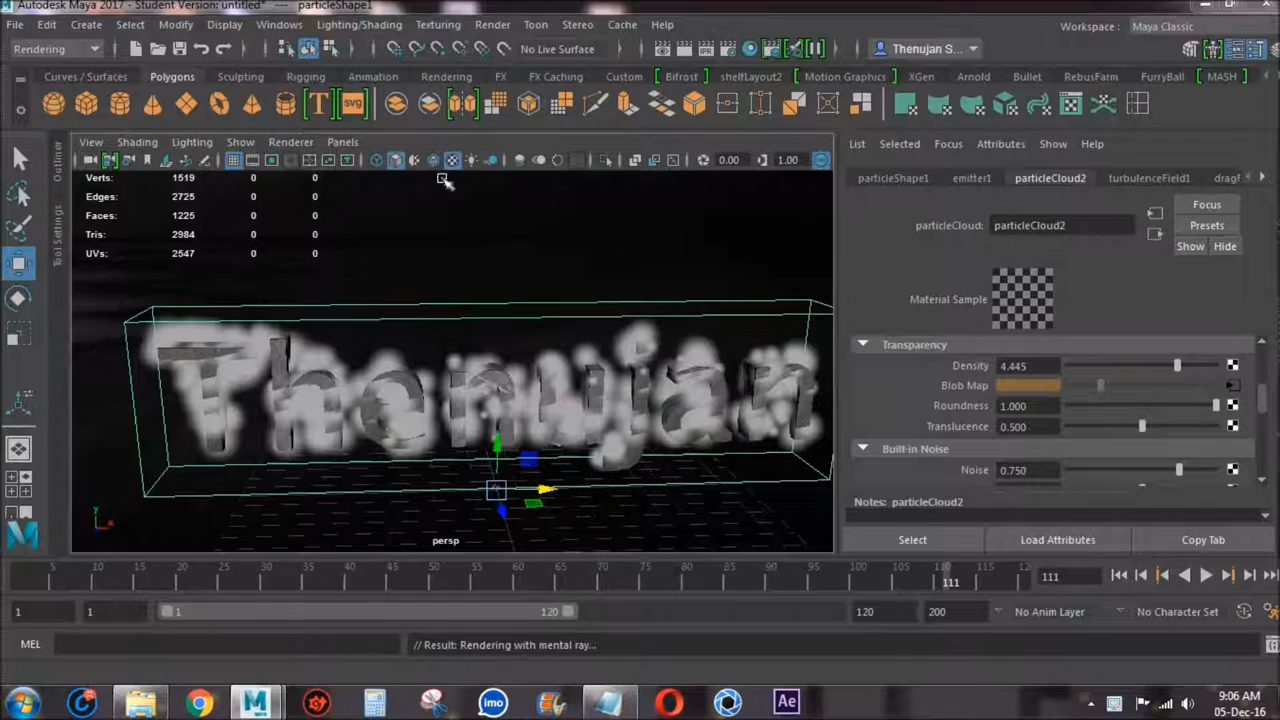 Autodesk Maya 2017 - Student Version: untitled* --- particleShape1
File Edit Create Select Modify Display Windows Lighting/Shading Texturing Render Toon Stereo Cache Help
Workspace : Maya Classic
Rendering
No Live Surface
Thenujan S...
Curves / Surfaces Polygons Sculpting Rigging Animation Rendering FX FX Caching Custom Bifrost shelfLayout2 Motion Graphics XGen Arnold Bullet RebusFarm FurryBall MASH
T svg
View Shading Lighting Show Renderer Panels
0.00 1.00
Verts: 1519 0 0
Edges: 2725 0 0
Faces: 1225 0 0
Tris: 2984 0 0
UVs: 2547 0 0
Outliner
Tool Settings
Thenujan
persp
List Selected Focus Attributes Show Help
particleShape1 emitter1 particleCloud2 turbulenceField1
particleCloud: particleCloud2
Focus
Presets
Show Hide
Material Sample
Transparency
Density 4.445
Blob Map
Roundness 1.000
Translucence 0.500
Built-in Noise
Noise 0.750
Notes: particleCloud2
Select Load Attributes Copy Tab
5 10 15 20 25 30 35 40 45 50 55 60 65 70 75 80 85 90 95 100 105 110 115 111
111
1 1 1 120 120 200 No Anim Layer No Character Set
MEL // Result: Rendering with mental ray...
imo Ae
9:06 AM
05-Dec-16